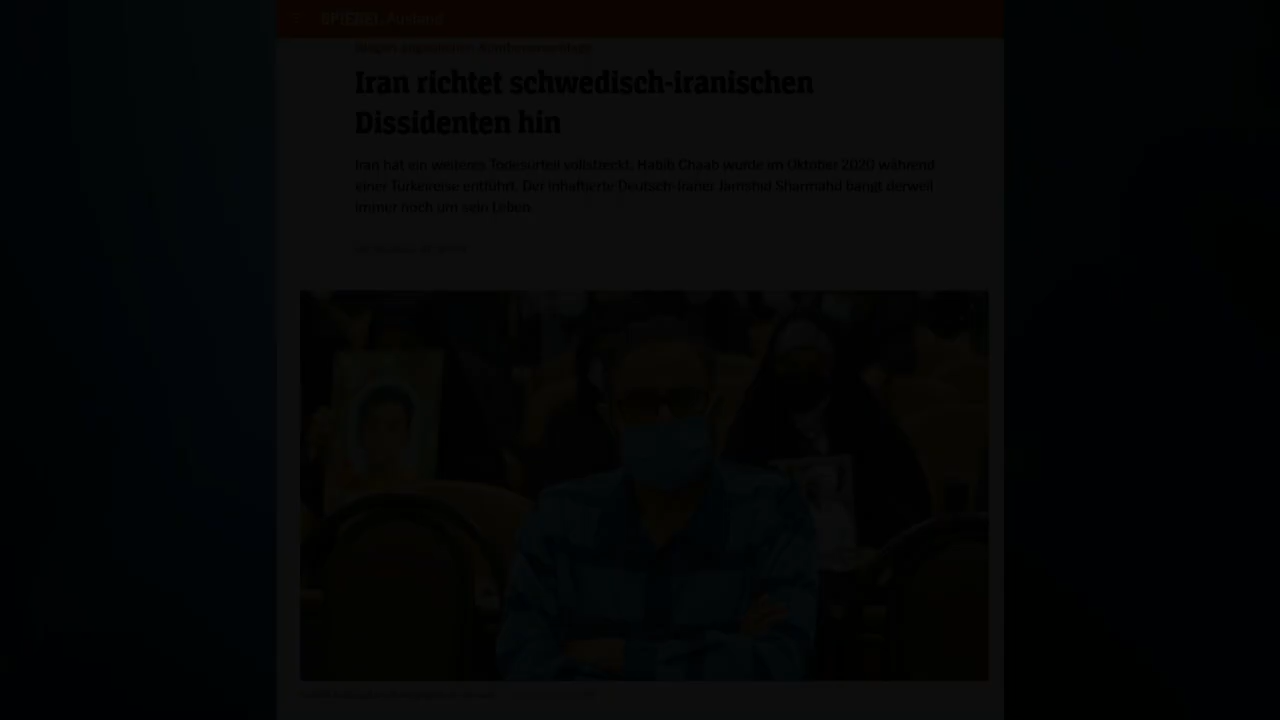 SPIEGEL Ausland
Iran richtet schwedisch-iranischen
Dissidenten hin
Iran hat ein weiteres Todesurteil vollstreckt: Habib Chaab wurde im Oktober 2020 während
einer Türkeireise entführt. Der inhaftierte Deutsch-Iraner Jamshid Sharmahd bangt derweil
immer noch um sein Leben.